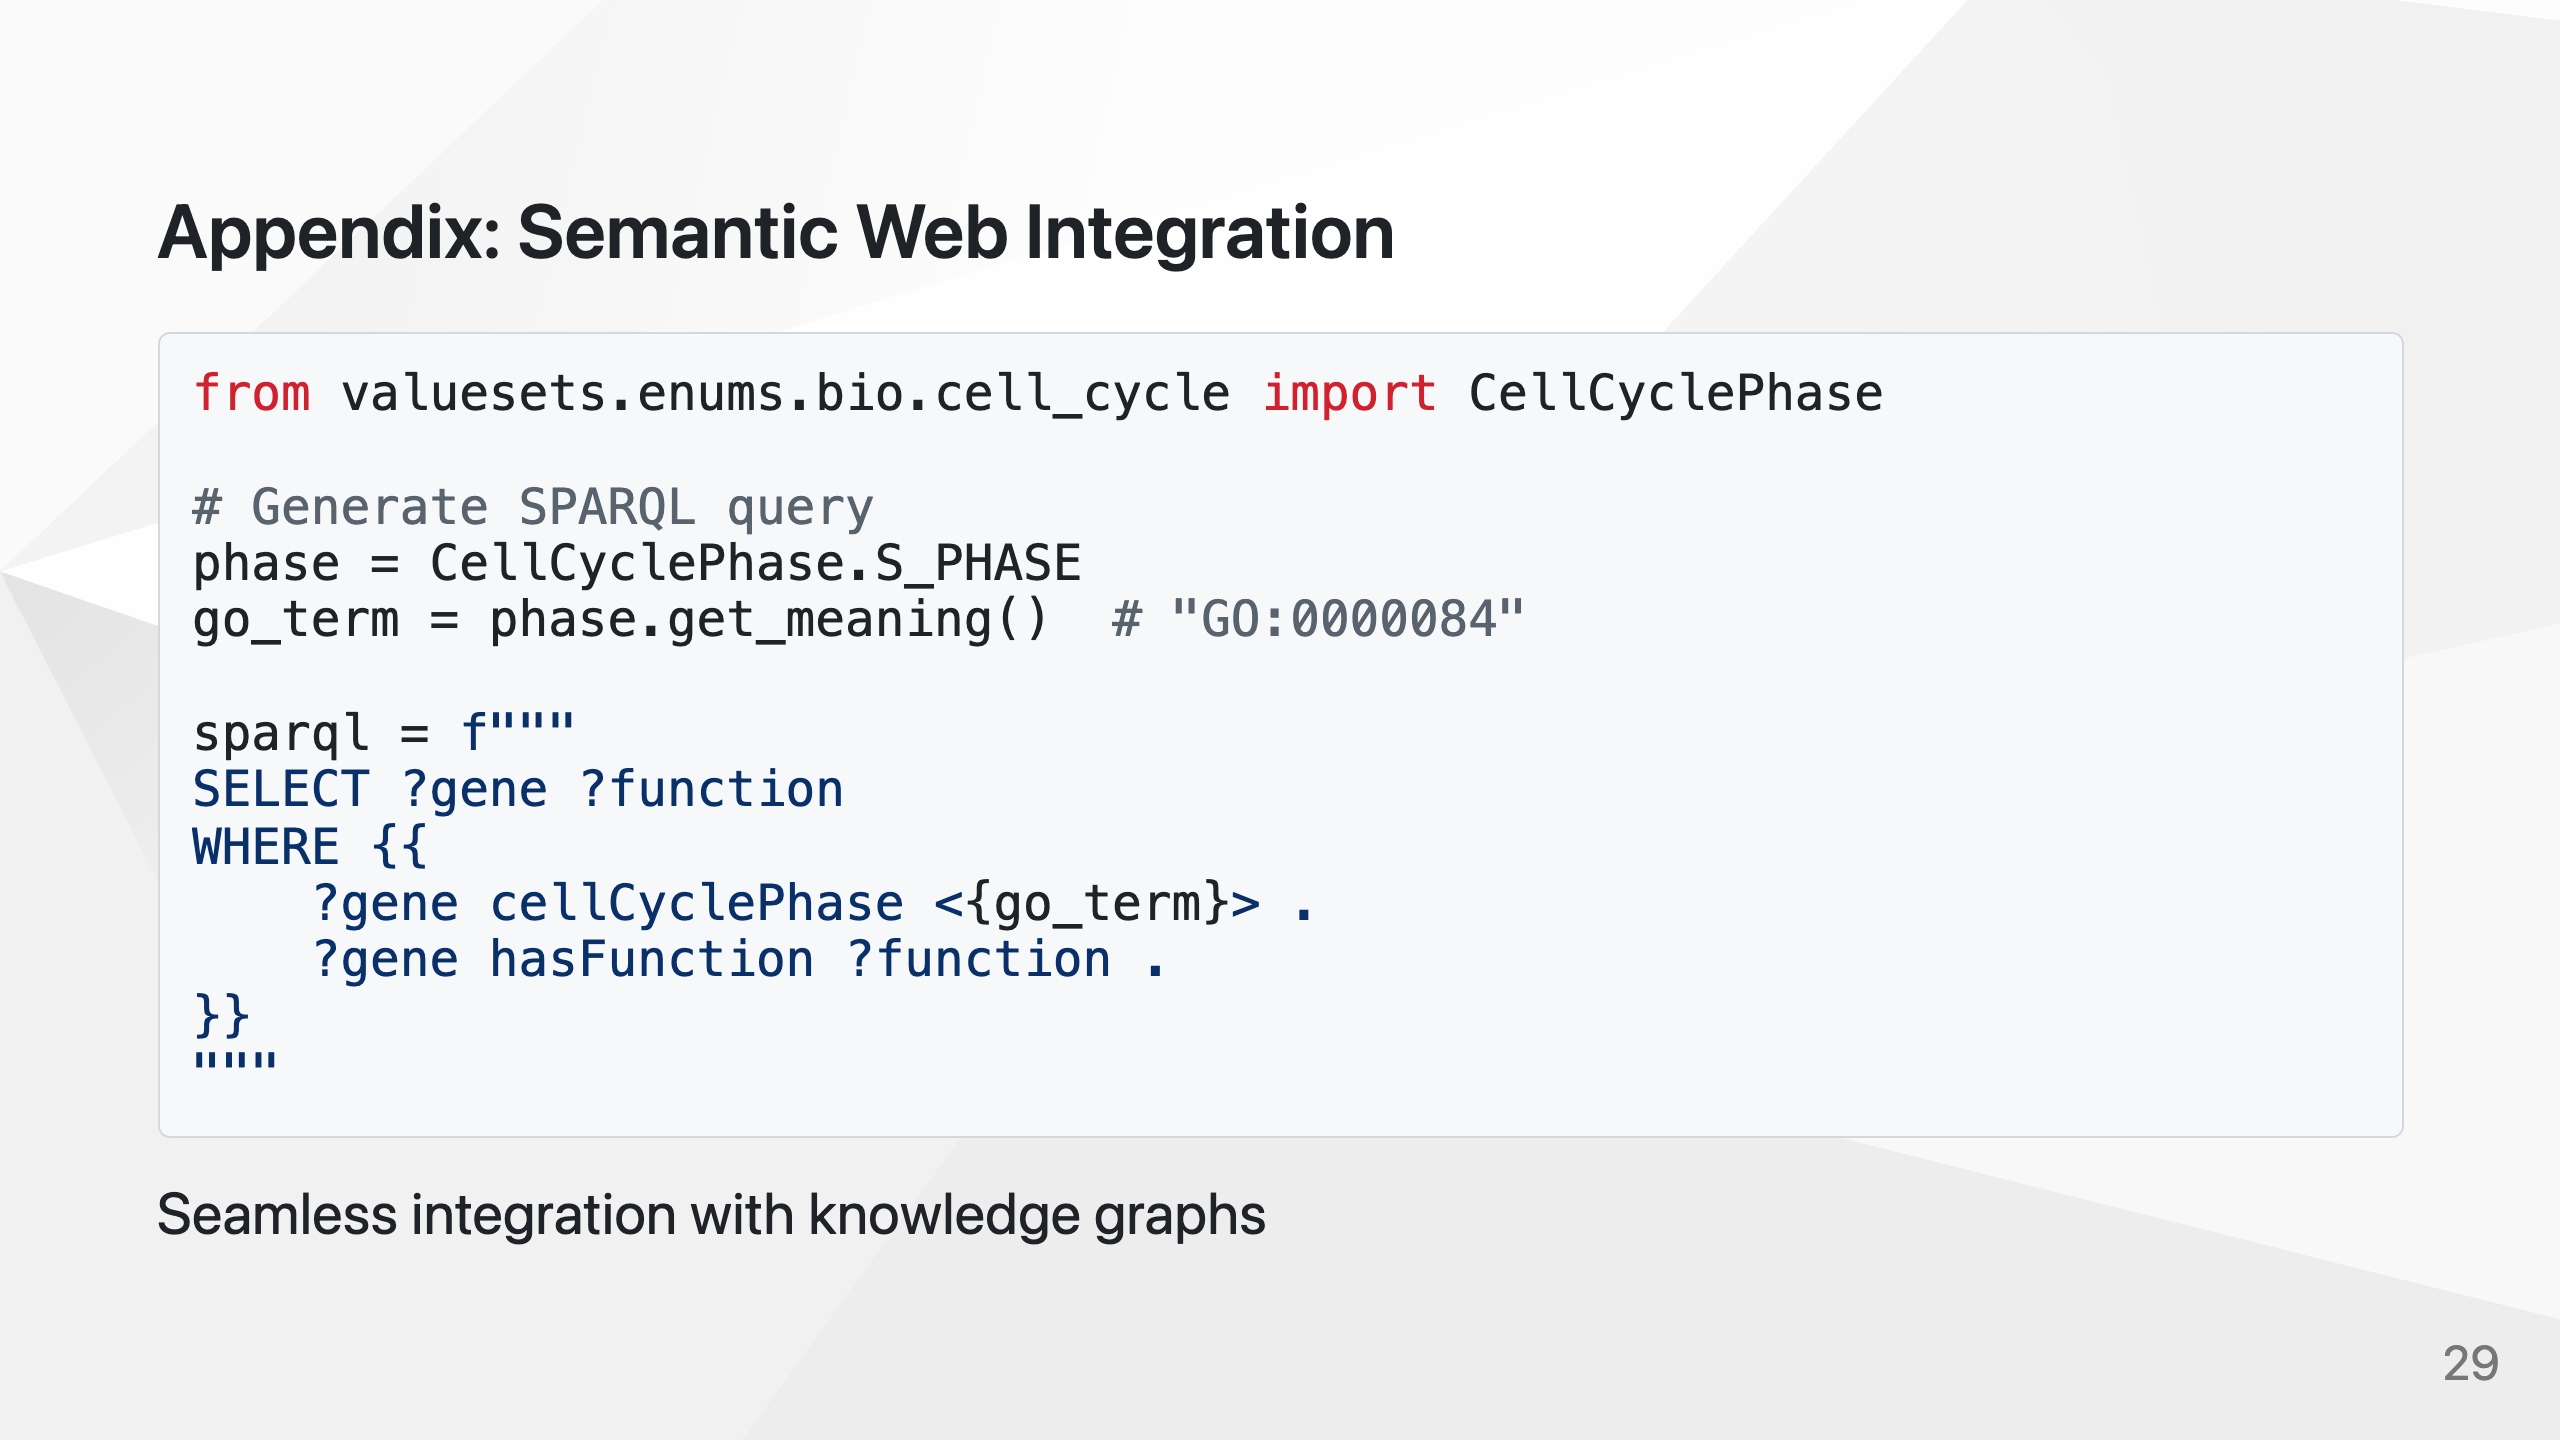 Appendix: Semantic Web Integration
from valuesets.enums.bio.cell_cycle import CellCyclePhase
# Generate SPARQL query
phase = CellCyclePhase.S_PHASE
go_term = phase.get_meaning()  # "GO:0000084"
sparql = f"""
SELECT ?gene ?function
WHERE {{
    ?gene cellCyclePhase <{go_term}> .
    ?gene hasFunction ?function .
}}
"""
Seamless integration with knowledge graphs
29